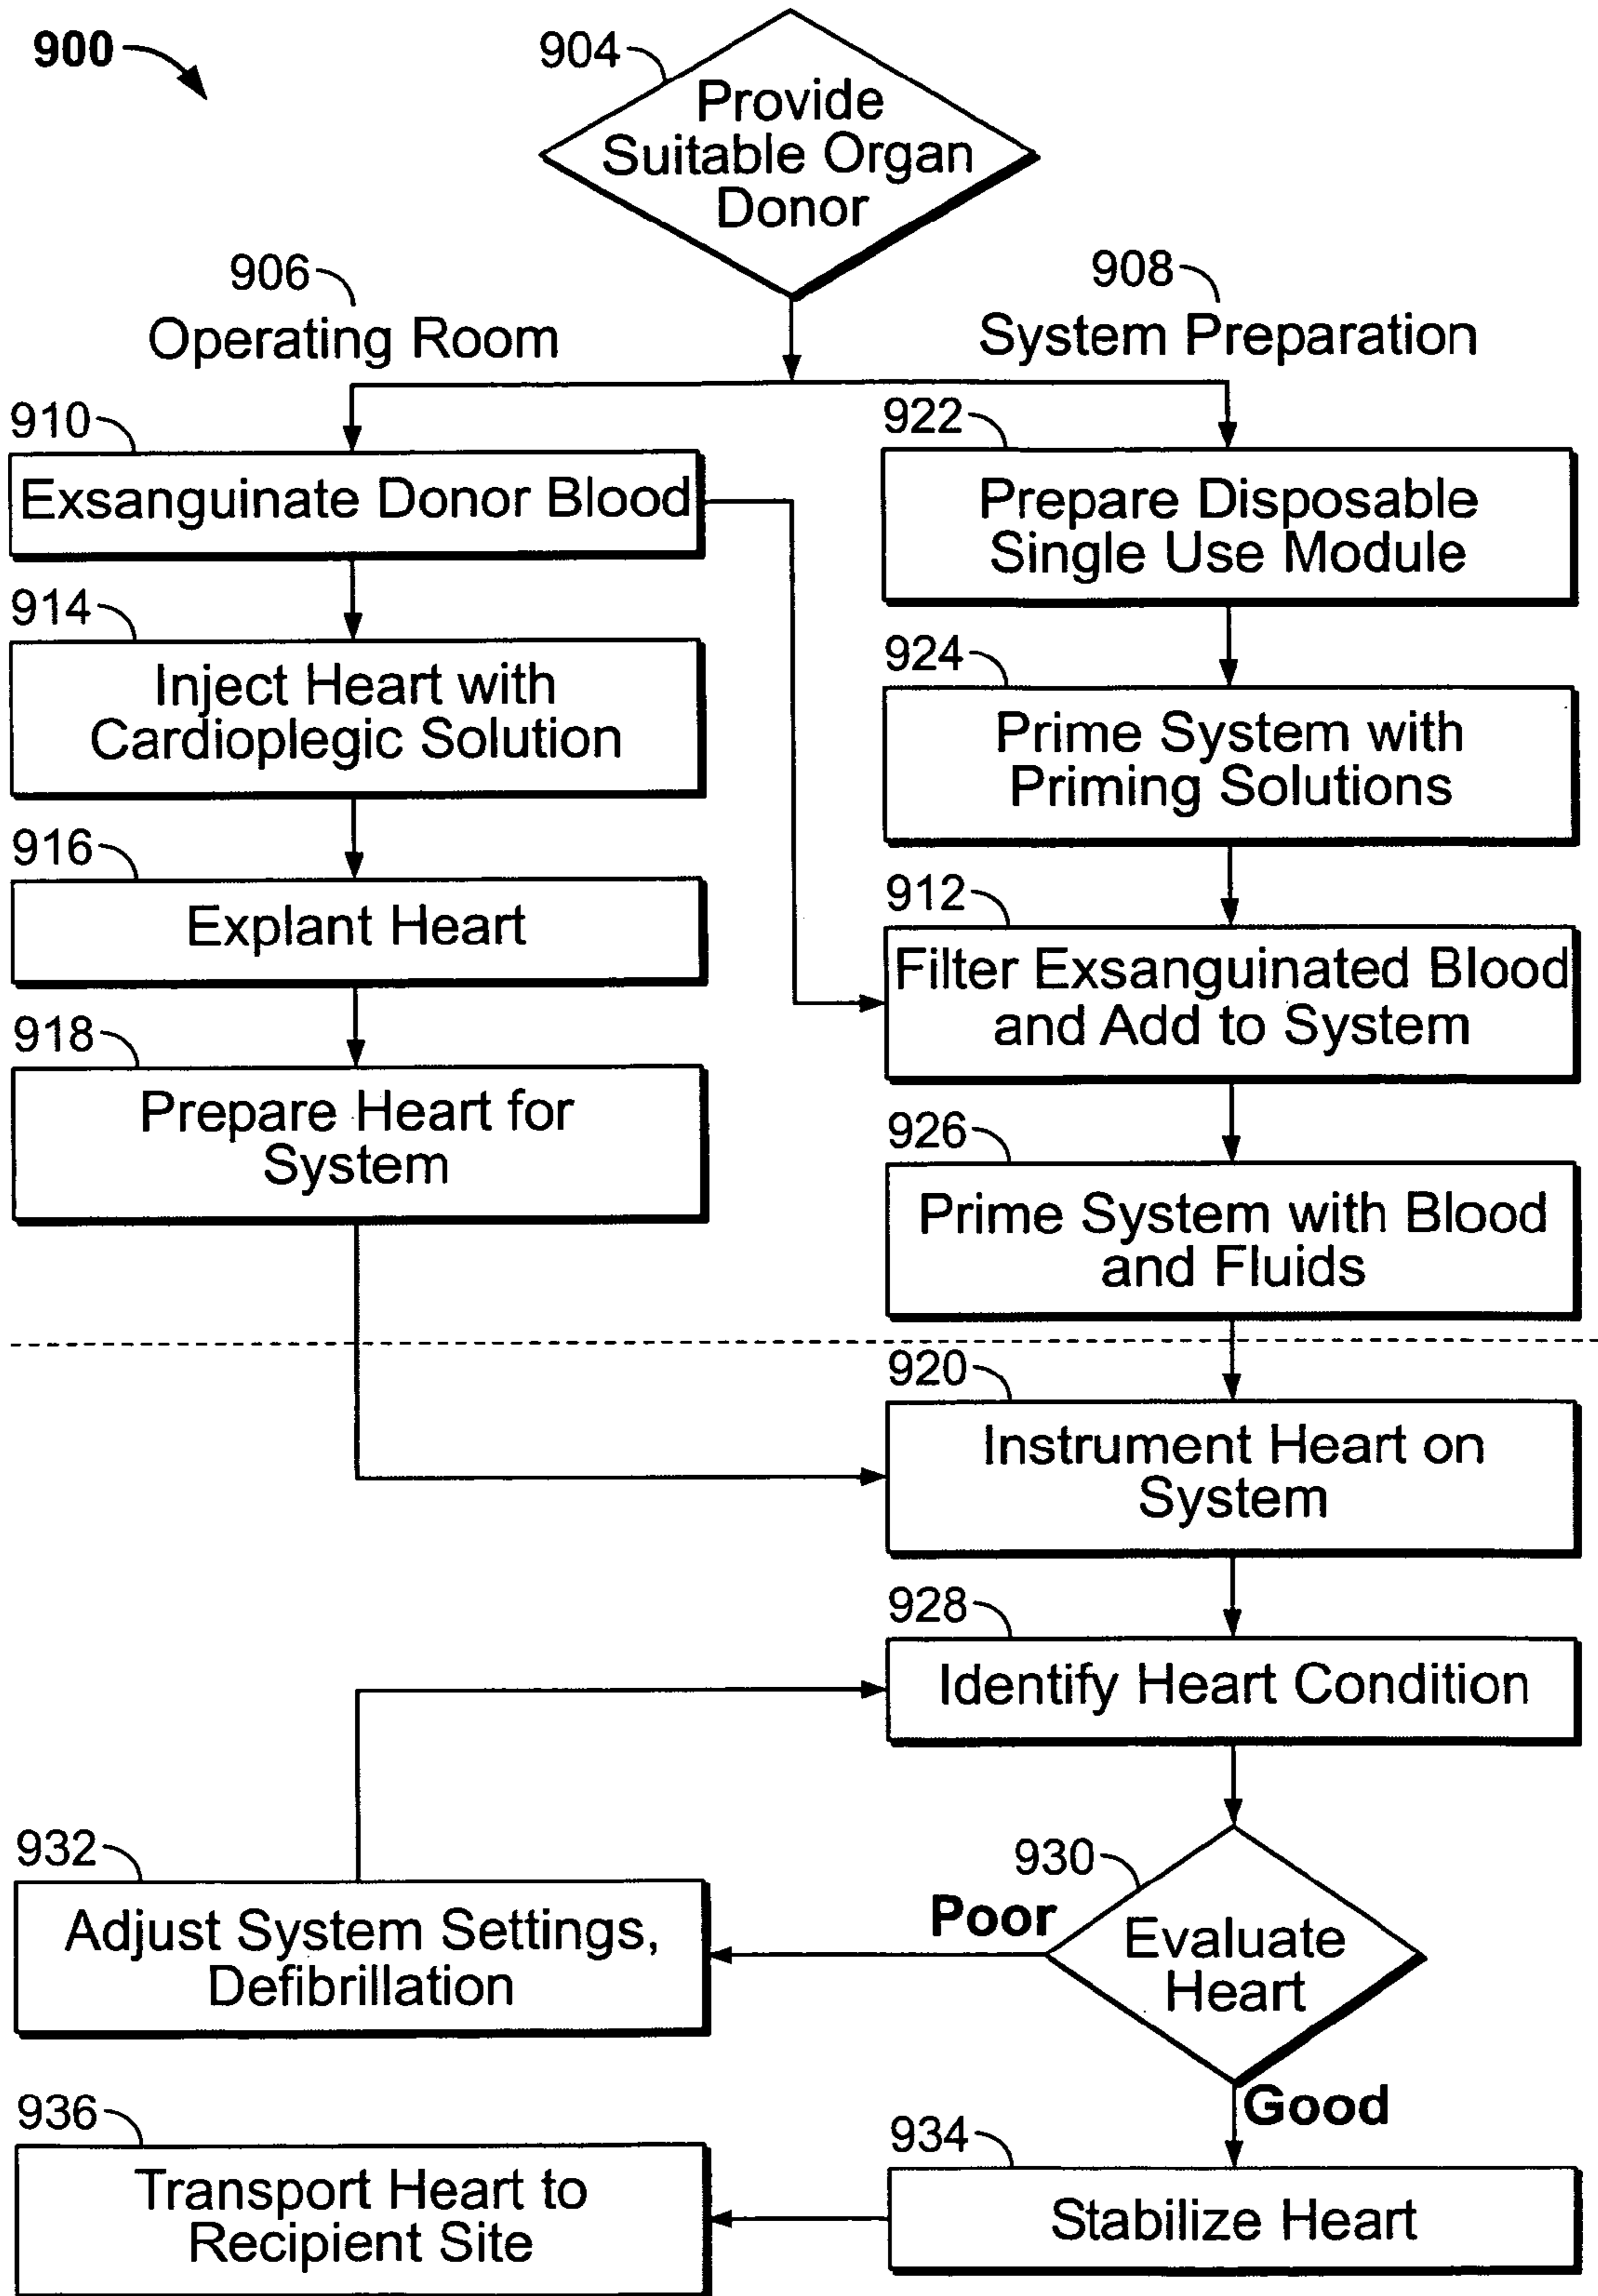 900
904
Provide
Suitable Organ
Donor
906
Operating Room
908
System Preparation
910
Exsanguinate Donor Blood
922
Prepare Disposable
Single Use Module
914
Inject Heart with
Cardioplegic Solution
924
Prime System with
Priming Solutions
916
Explant Heart
912
Filter Exsanguinated Blood
and Add to System
918
Prepare Heart for
System
926
Prime System with Blood
and Fluids
920
Instrument Heart on
System
928
Identify Heart Condition
932
Adjust System Settings,
Defibrillation
930
Poor
Evaluate
Heart
Good
936
Transport Heart to
Recipient Site
934
Stabilize Heart